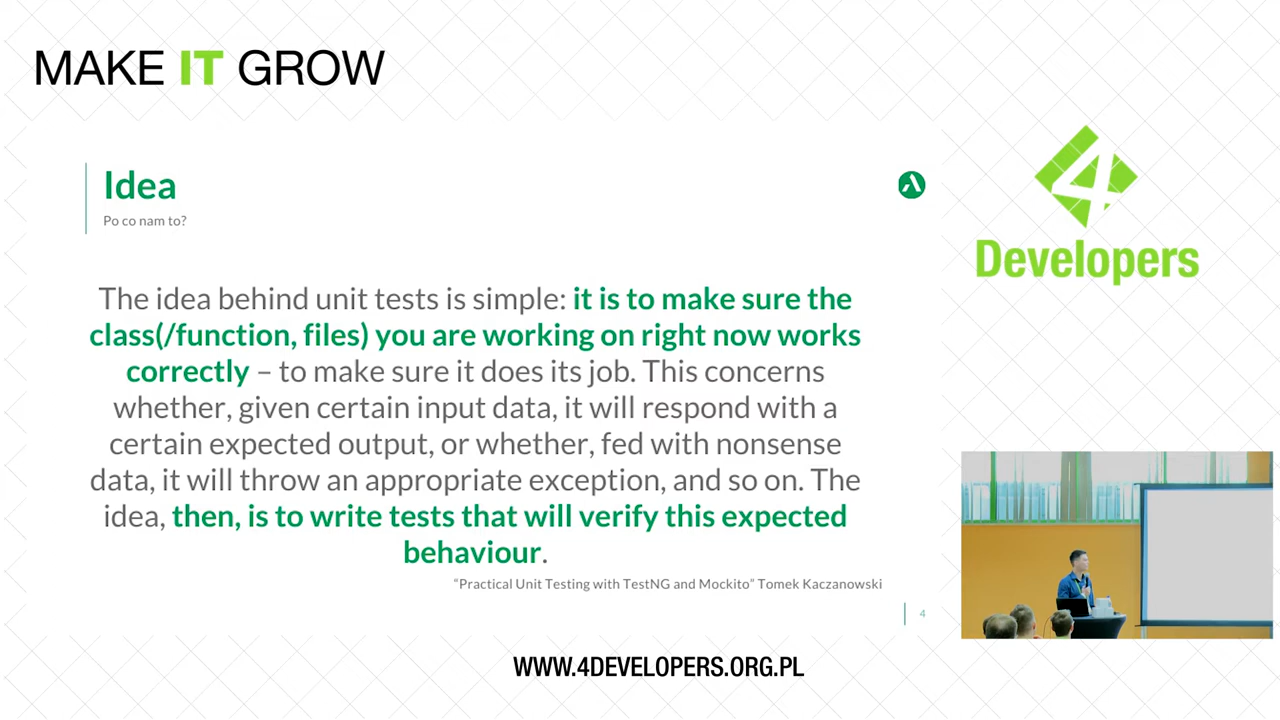 MAKE IT GROW
Idea
Po co nam to?
The idea behind unit tests is simple: it is to make sure the
class(/function, files) you are working on right now works
correctly – to make sure it does its job. This concerns
whether, given certain input data, it will respond with a
certain expected output, or whether, fed with nonsense
data, it will throw an appropriate exception, and so on. The
idea, then, is to write tests that will verify this expected
behaviour.
“Practical Unit Testing with TestNG and Mockito” Tomek Kaczanowski
4
4
Developers
WWW.4DEVELOPERS.ORG.PL